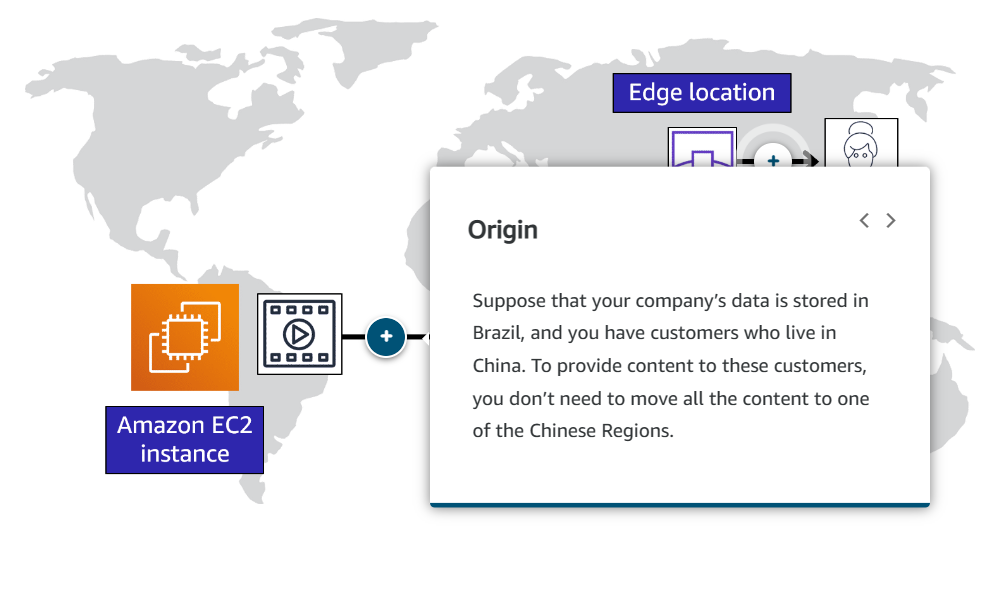 Edge location
Origin
Suppose that your company’s data is stored in
Brazil, and you have customers who live in
China. To provide content to these customers,
you don’t need to move all the content to one
of the Chinese Regions.
Amazon EC2
instance